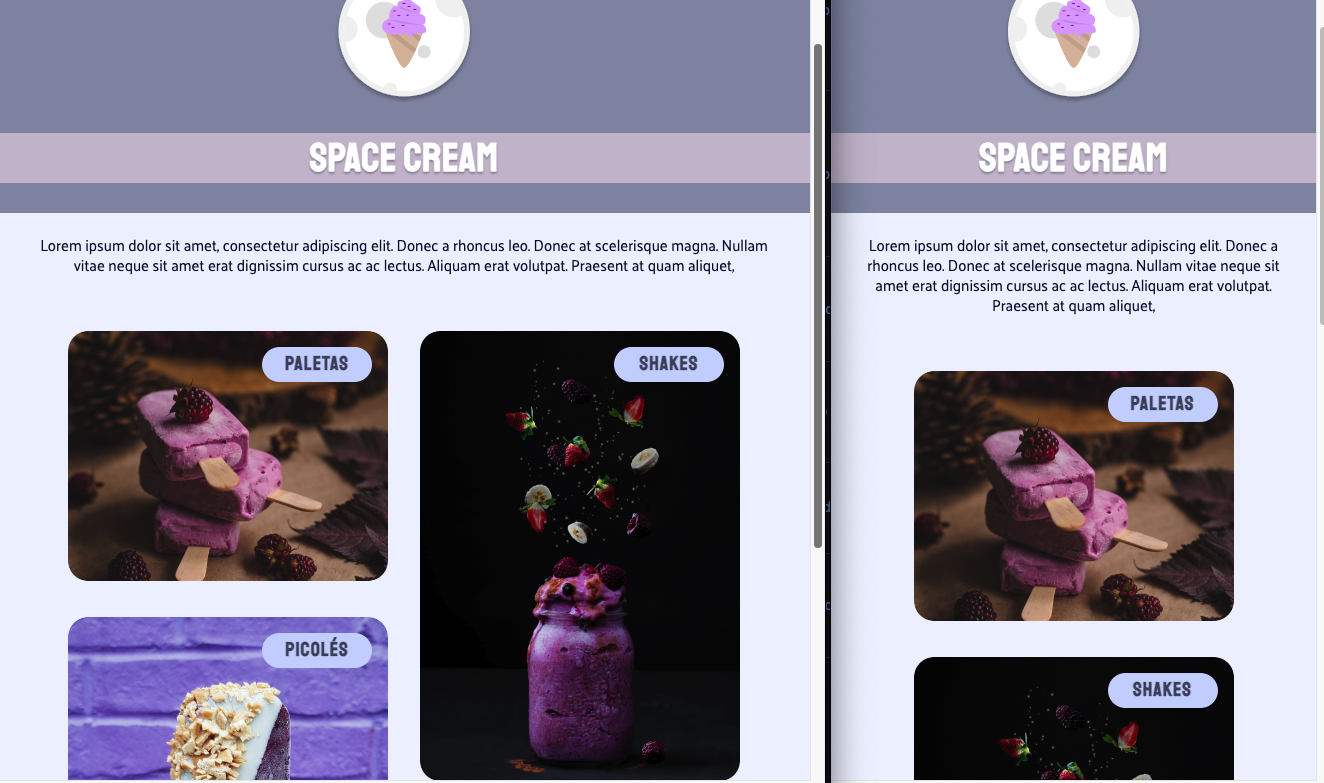 SPACE CREAM
Lorem ipsum dolor sit amet, consectetur adipiscing elit. Donec a rhoncus leo. Donec at scelerisque magna. Nullam
vitae neque sit amet erat dignissim cursus ac ac lectus. Aliquam erat volutpat. Praesent at quam aliquet,
PALETAS
SHAKES
PICOLÉS
SPACE CREAM
Lorem ipsum dolor sit amet, consectetur adipiscing elit. Donec a
rhoncus leo. Donec at scelerisque magna. Nullam vitae neque sit
amet erat dignissim cursus ac ac lectus. Aliquam erat volutpat.
Praesent at quam aliquet,
PALETAS
SHAKES